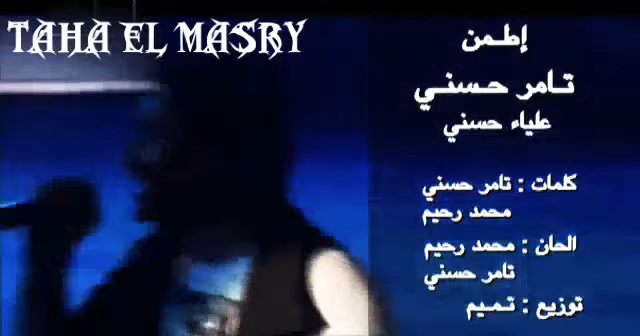 TAHA EL MASRY
إطمن
تامر حسني
علياء حسني
كلمات : تامر حسني
محمد رحيم
الحان : محمد رحيم
تامر حسني
توزيع : تميم